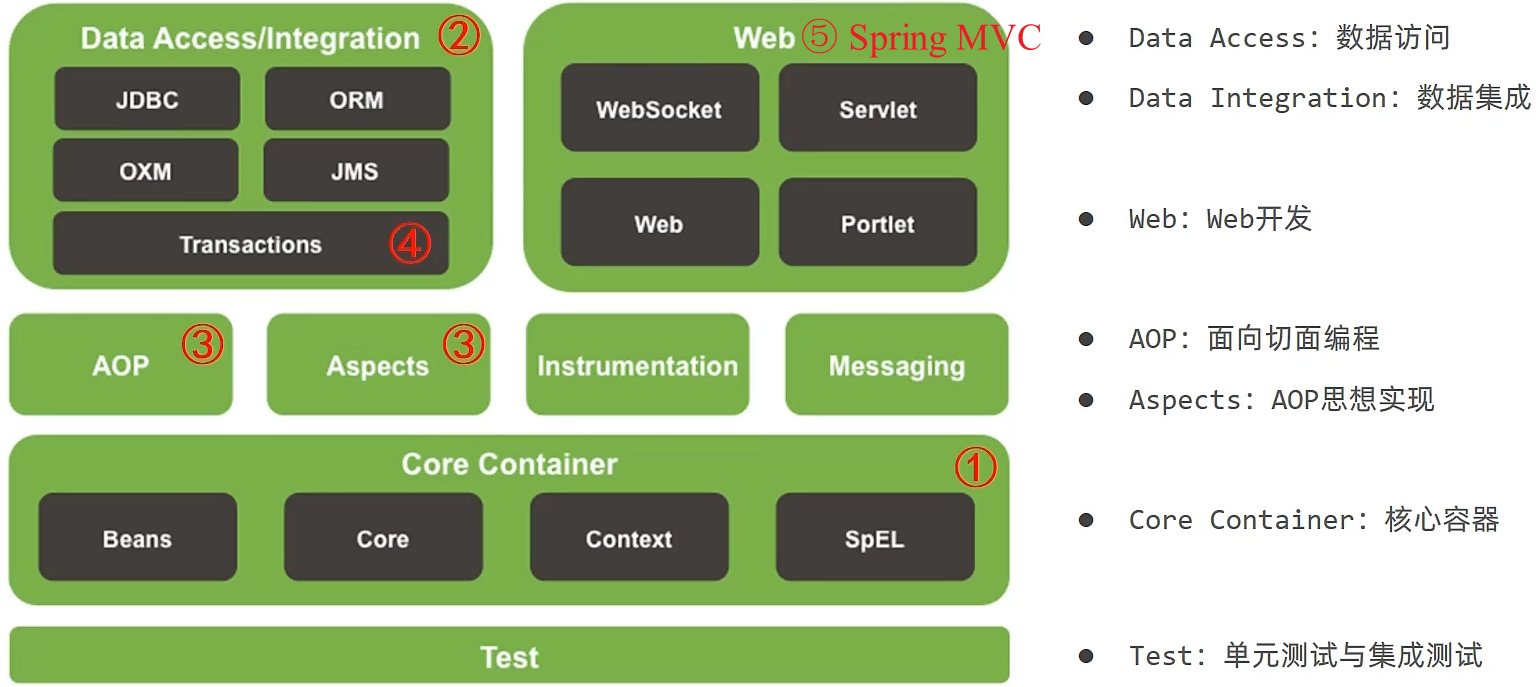 Data Access/Integration ②
JDBC
ORM
OXM
JMS
Transactions ④
Web ⑤ Spring MVC
WebSocket
Servlet
Web
Portlet
AOP ③
Aspects ③
Instrumentation
Messaging
Core Container ①
Beans
Core
Context
SpEL
Test
● Data Access：数据访问
● Data Integration：数据集成
● Web：Web开发
● AOP：面向切面编程
● Aspects：AOP思想实现
● Core Container：核心容器
● Test：单元测试与集成测试